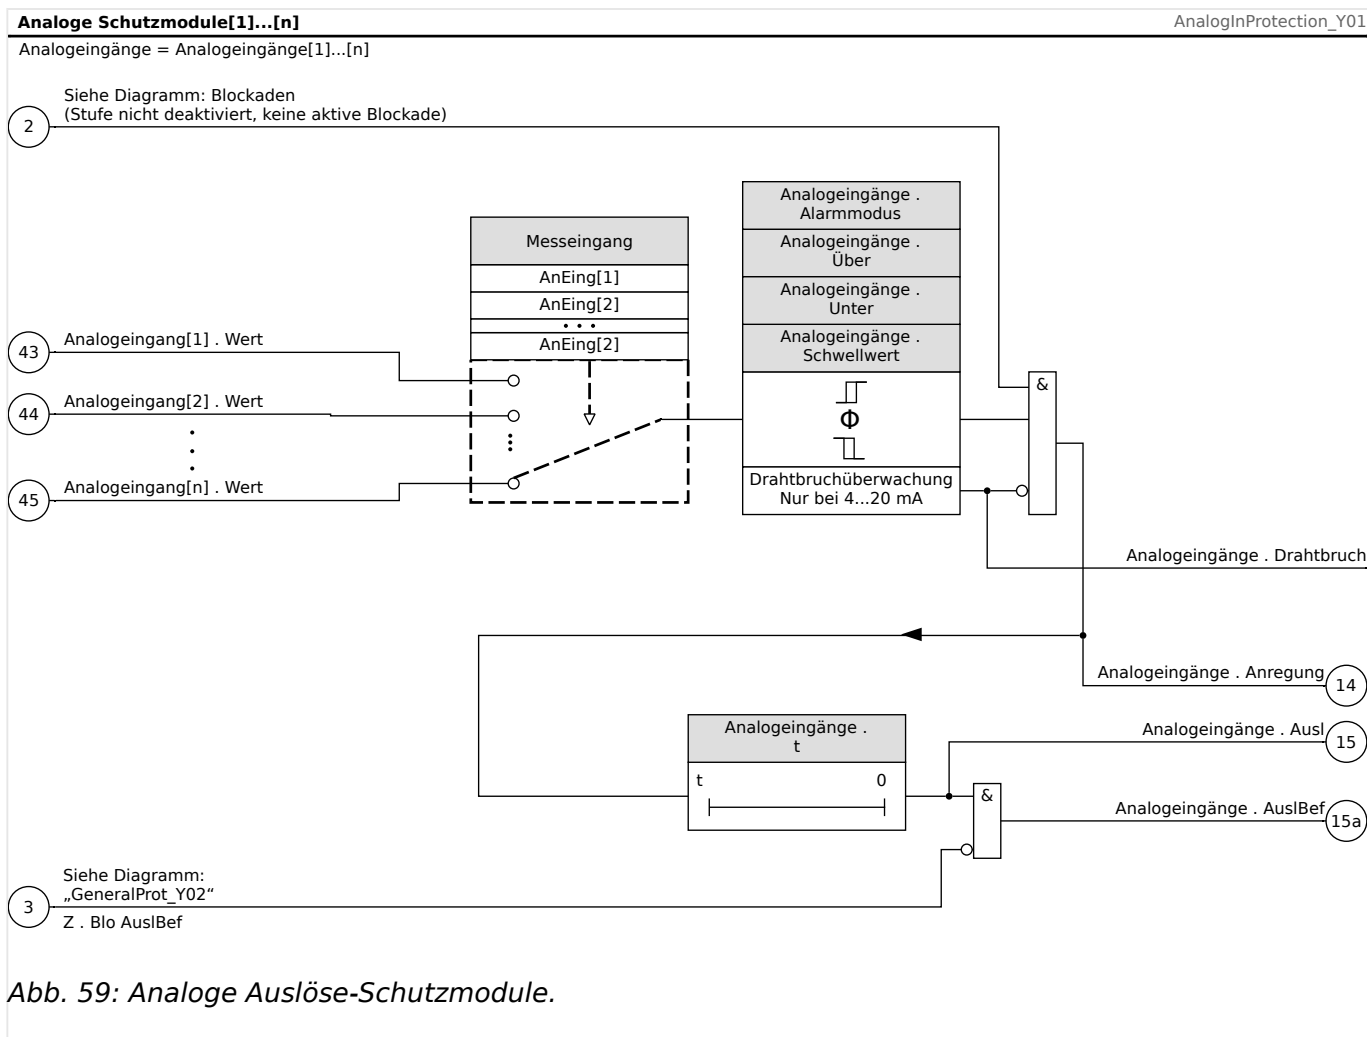 Analoge Schutzmodule[1]...[n]
AnalogInProtection_Y01
Analogeingänge = Analogeingänge[1]...[n]
Siehe Diagramm: Blockaden
(Stufe nicht deaktiviert, keine aktive Blockade)
2
Messeingang
AnEing[1]
AnEing[2]
. . .
AnEing[2]
Analogeingänge .
Alarmmodus
Analogeingänge .
Über
Analogeingänge .
Unter
Analogeingänge .
Schwellwert
Φ
Drahtbruchüberwachung
Nur bei 4...20 mA
&
43
Analogeingang[1] . Wert
44
Analogeingang[2] . Wert
45
Analogeingang[n] . Wert
Analogeingänge . Drahtbruch
Analogeingänge . Anregung
14
Analogeingänge .
t
t 0
Analogeingänge . Ausl
15
&
Analogeingänge . AuslBef
15a
Siehe Diagramm:
„GeneralProt_Y02“
3
Z . Blo AuslBef
Abb. 59: Analoge Auslöse-Schutzmodule.